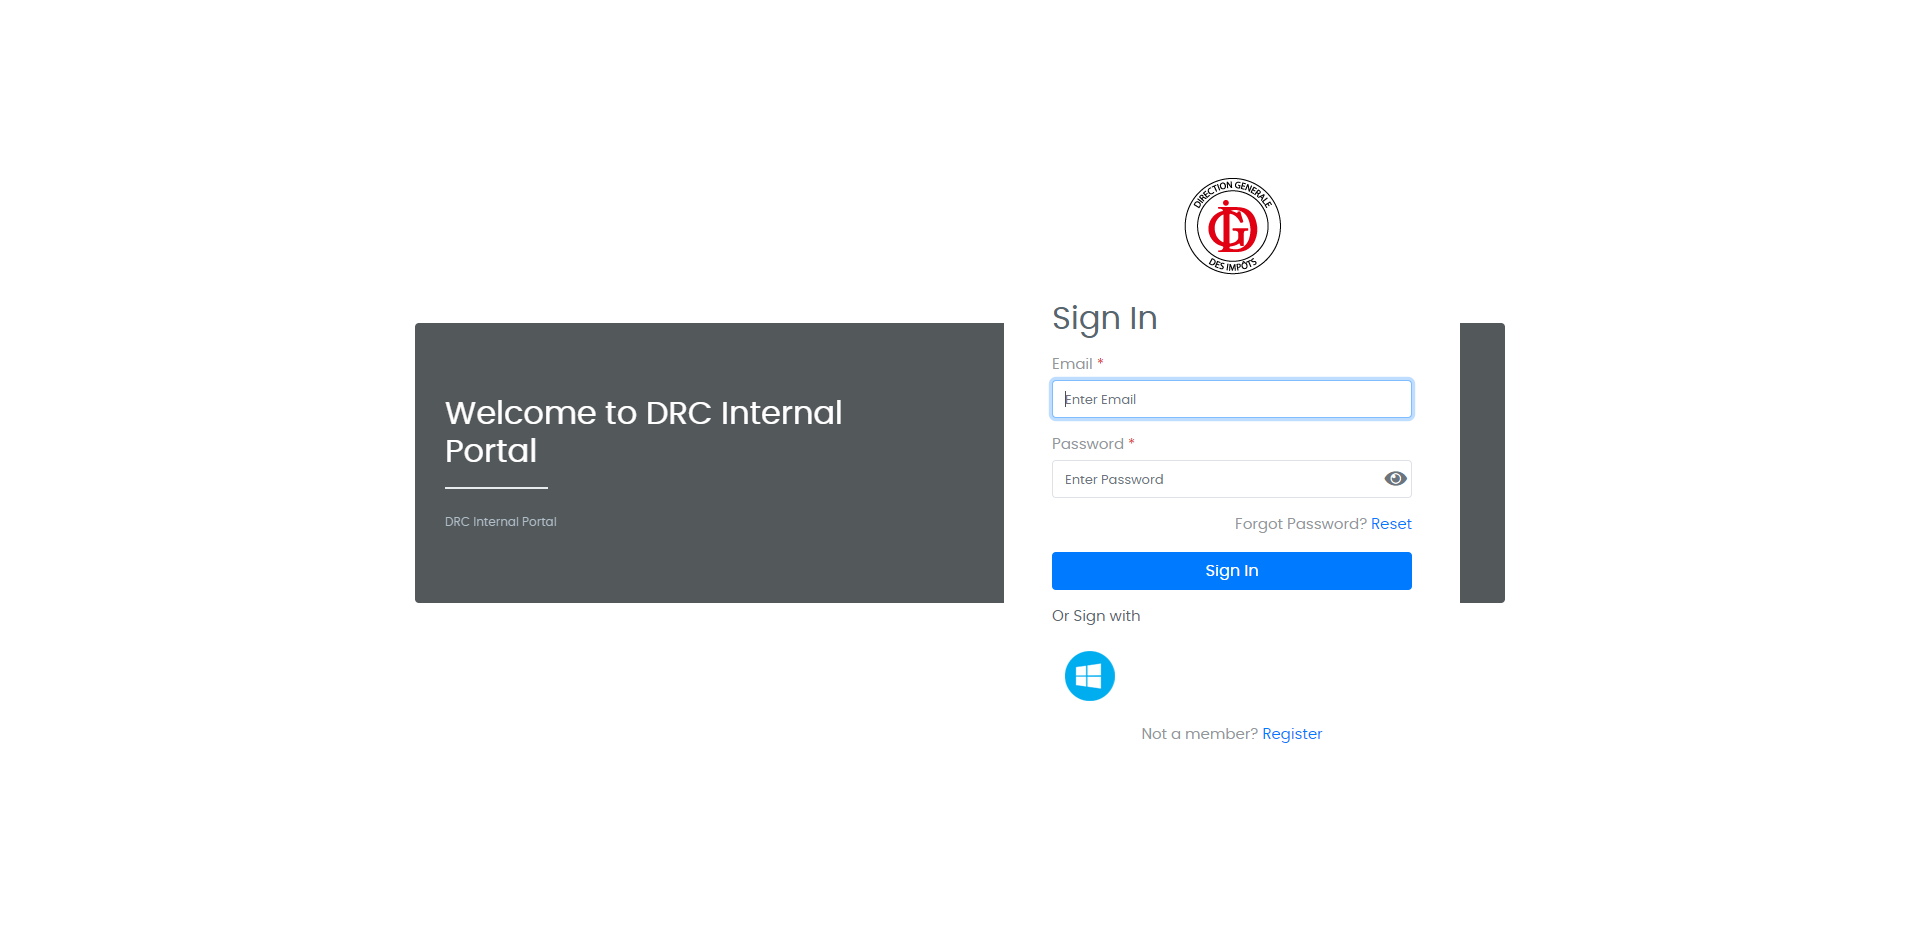 Welcome to DRC Internal
Portal
DRC Internal Portal
DIRECTION GENERALE
DES IMPÔTS
Sign In
Email *
Enter Email
Password *
Enter Password
Forgot Password? Reset
Sign In
Or Sign with
Not a member? Register